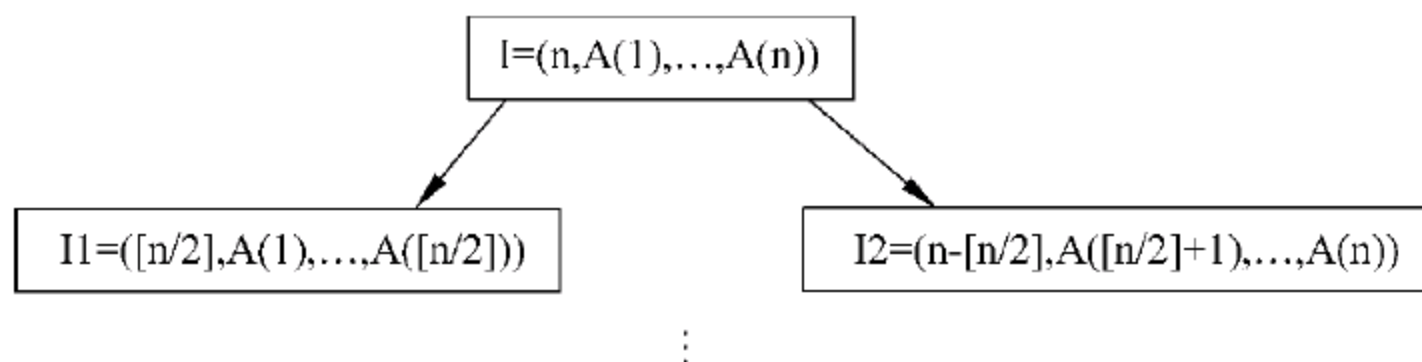 I=(n,A(1),...,A(n))
I1=([n/2],A(1),...,A([n/2]))
I2=(n-[n/2],A([n/2]+1),...,A(n))
⋮